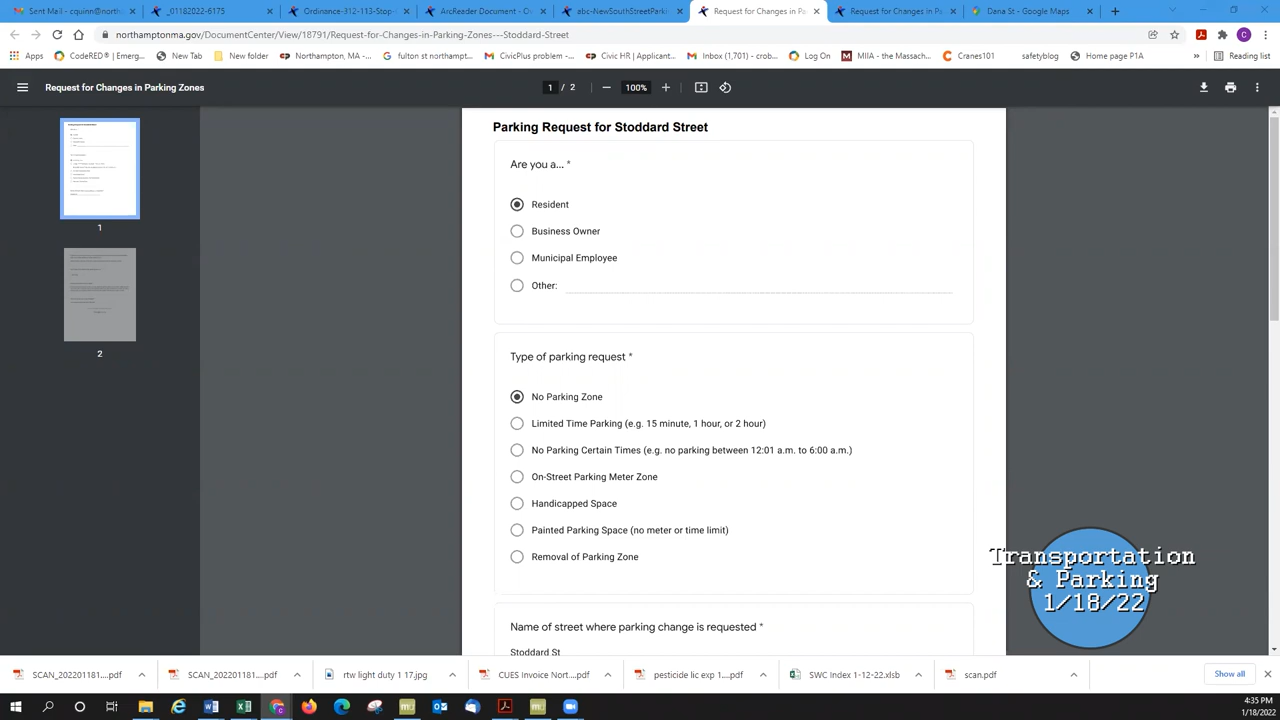 Sent Mail - cquin@north
_01182022-6175
Ordinance-312-113-Stop-
ArcReader Document - Ov
abc-NewSouthStreetParki
Request for Changes in Pa
Request for Changes in Pa
Dana St - Google Maps
northamptonma.gov/DocumentCenter/View/18791/Request-for-Changes-in-Parking-Zones---Stoddard-Street
Apps
CodeRED® | Emerg...
New Tab
New folder
Northampton, MA -...
fulton st northampt...
CivicPlus problem -...
Civic HR | Applicant...
Inbox (1,701) - crob...
Log On
MIIA - the Massach...
Cranes101
safetyblog
Home page P1A
Reading list
Request for Changes in Parking Zones
1 / 2
100%
1
2
Parking Request for Stoddard Street
Are you a... *
Resident
Business Owner
Municipal Employee
Other:
Type of parking request *
No Parking Zone
Limited Time Parking (e.g. 15 minute, 1 hour, or 2 hour)
No Parking Certain Times (e.g. no parking between 12:01 a.m. to 6:00 a.m.)
On-Street Parking Meter Zone
Handicapped Space
Painted Parking Space (no meter or time limit)
Removal of Parking Zone
Name of street where parking change is requested *
Stoddard St
Transportation
& Parking
1/18/22
SCAN_202201181....pdf
SCAN_202201181....pdf
rtw light duty 1 17.jpg
CUES Invoice Nort....pdf
pesticide lic exp 1....pdf
SWC Index 1-12-22.xlsb
scan.pdf
Show all
4:35 PM
1/18/2022